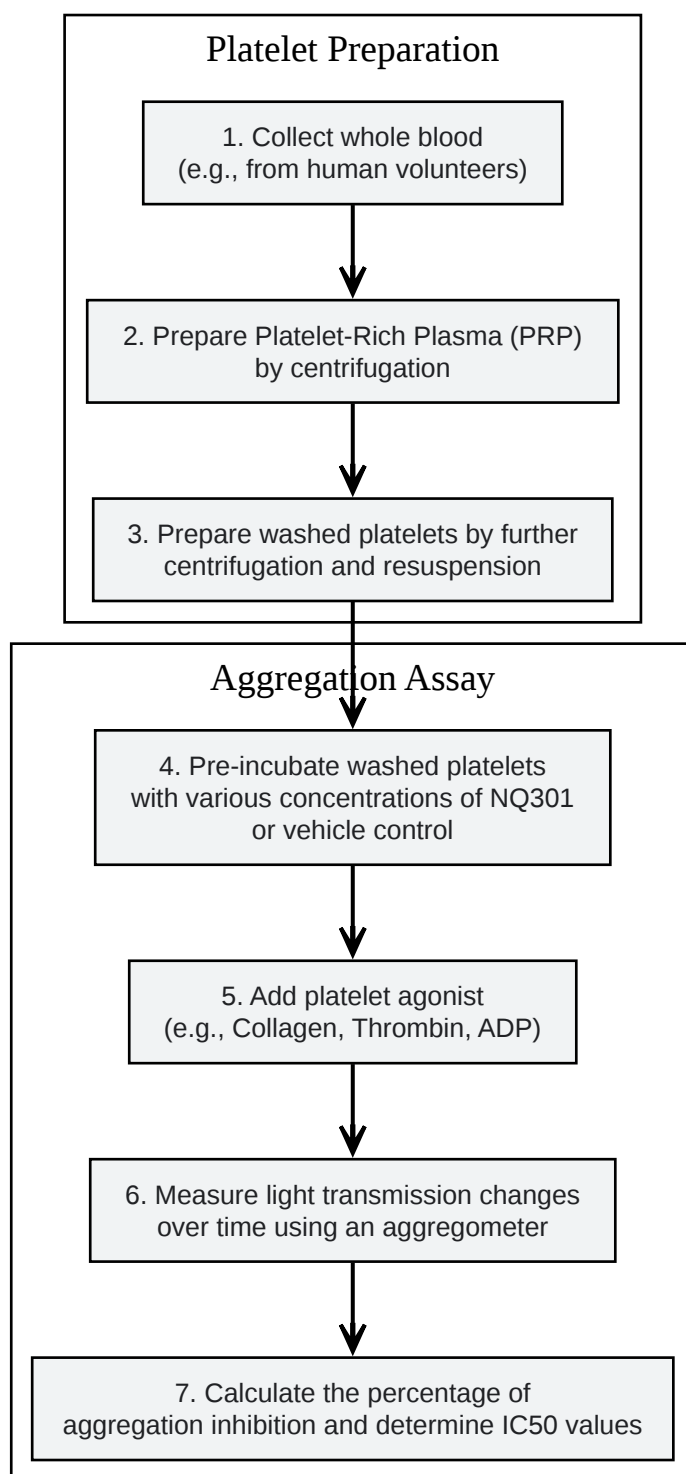 Platelet Preparation
1. Collect whole blood
(e.g., from human volunteers)
2. Prepare Platelet-Rich Plasma (PRP)
by centrifugation
3. Prepare washed platelets by further
centrifugation and resuspension
Aggregation Assay
4. Pre-incubate washed platelets
with various concentrations of NQ301
or vehicle control
5. Add platelet agonist
(e.g., Collagen, Thrombin, ADP)
6. Measure light transmission changes
over time using an aggregometer
7. Calculate the percentage of
aggregation inhibition and determine IC50 values